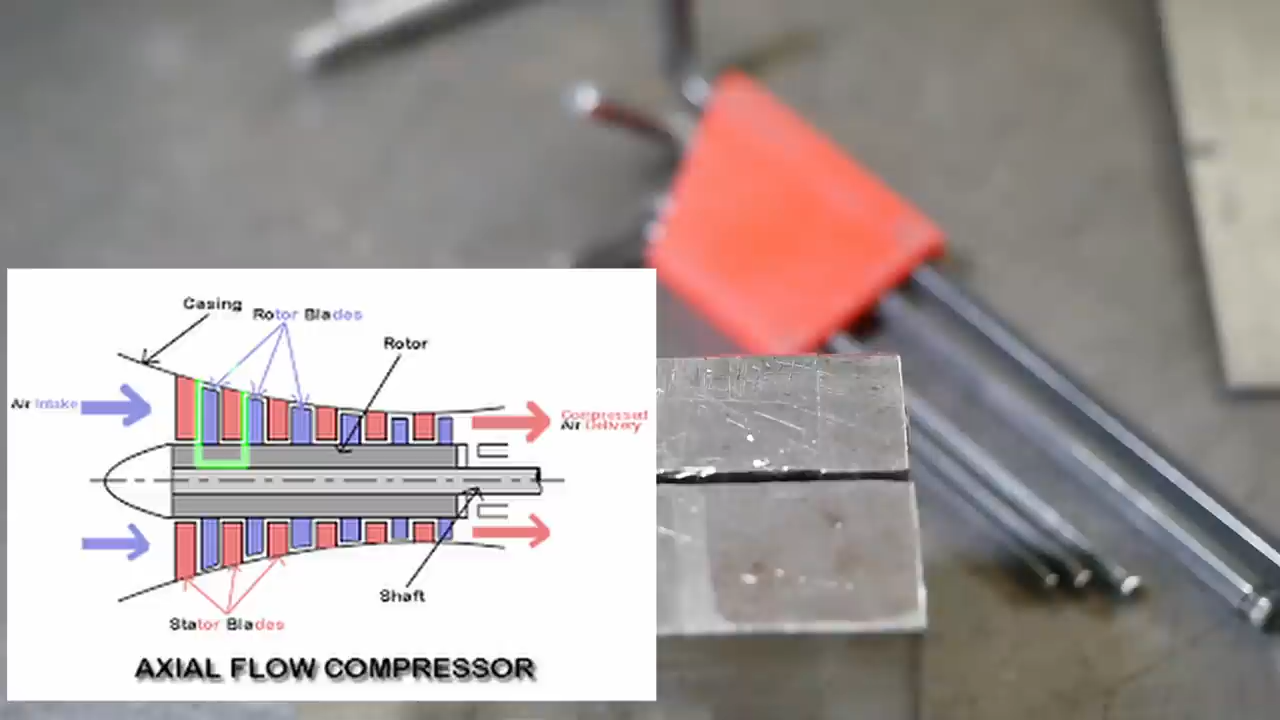 Casing
Rotor Blades
Rotor
Air Intake
Compressed
Air Delivery
Shaft
Stator Blades
AXIAL FLOW COMPRESSOR